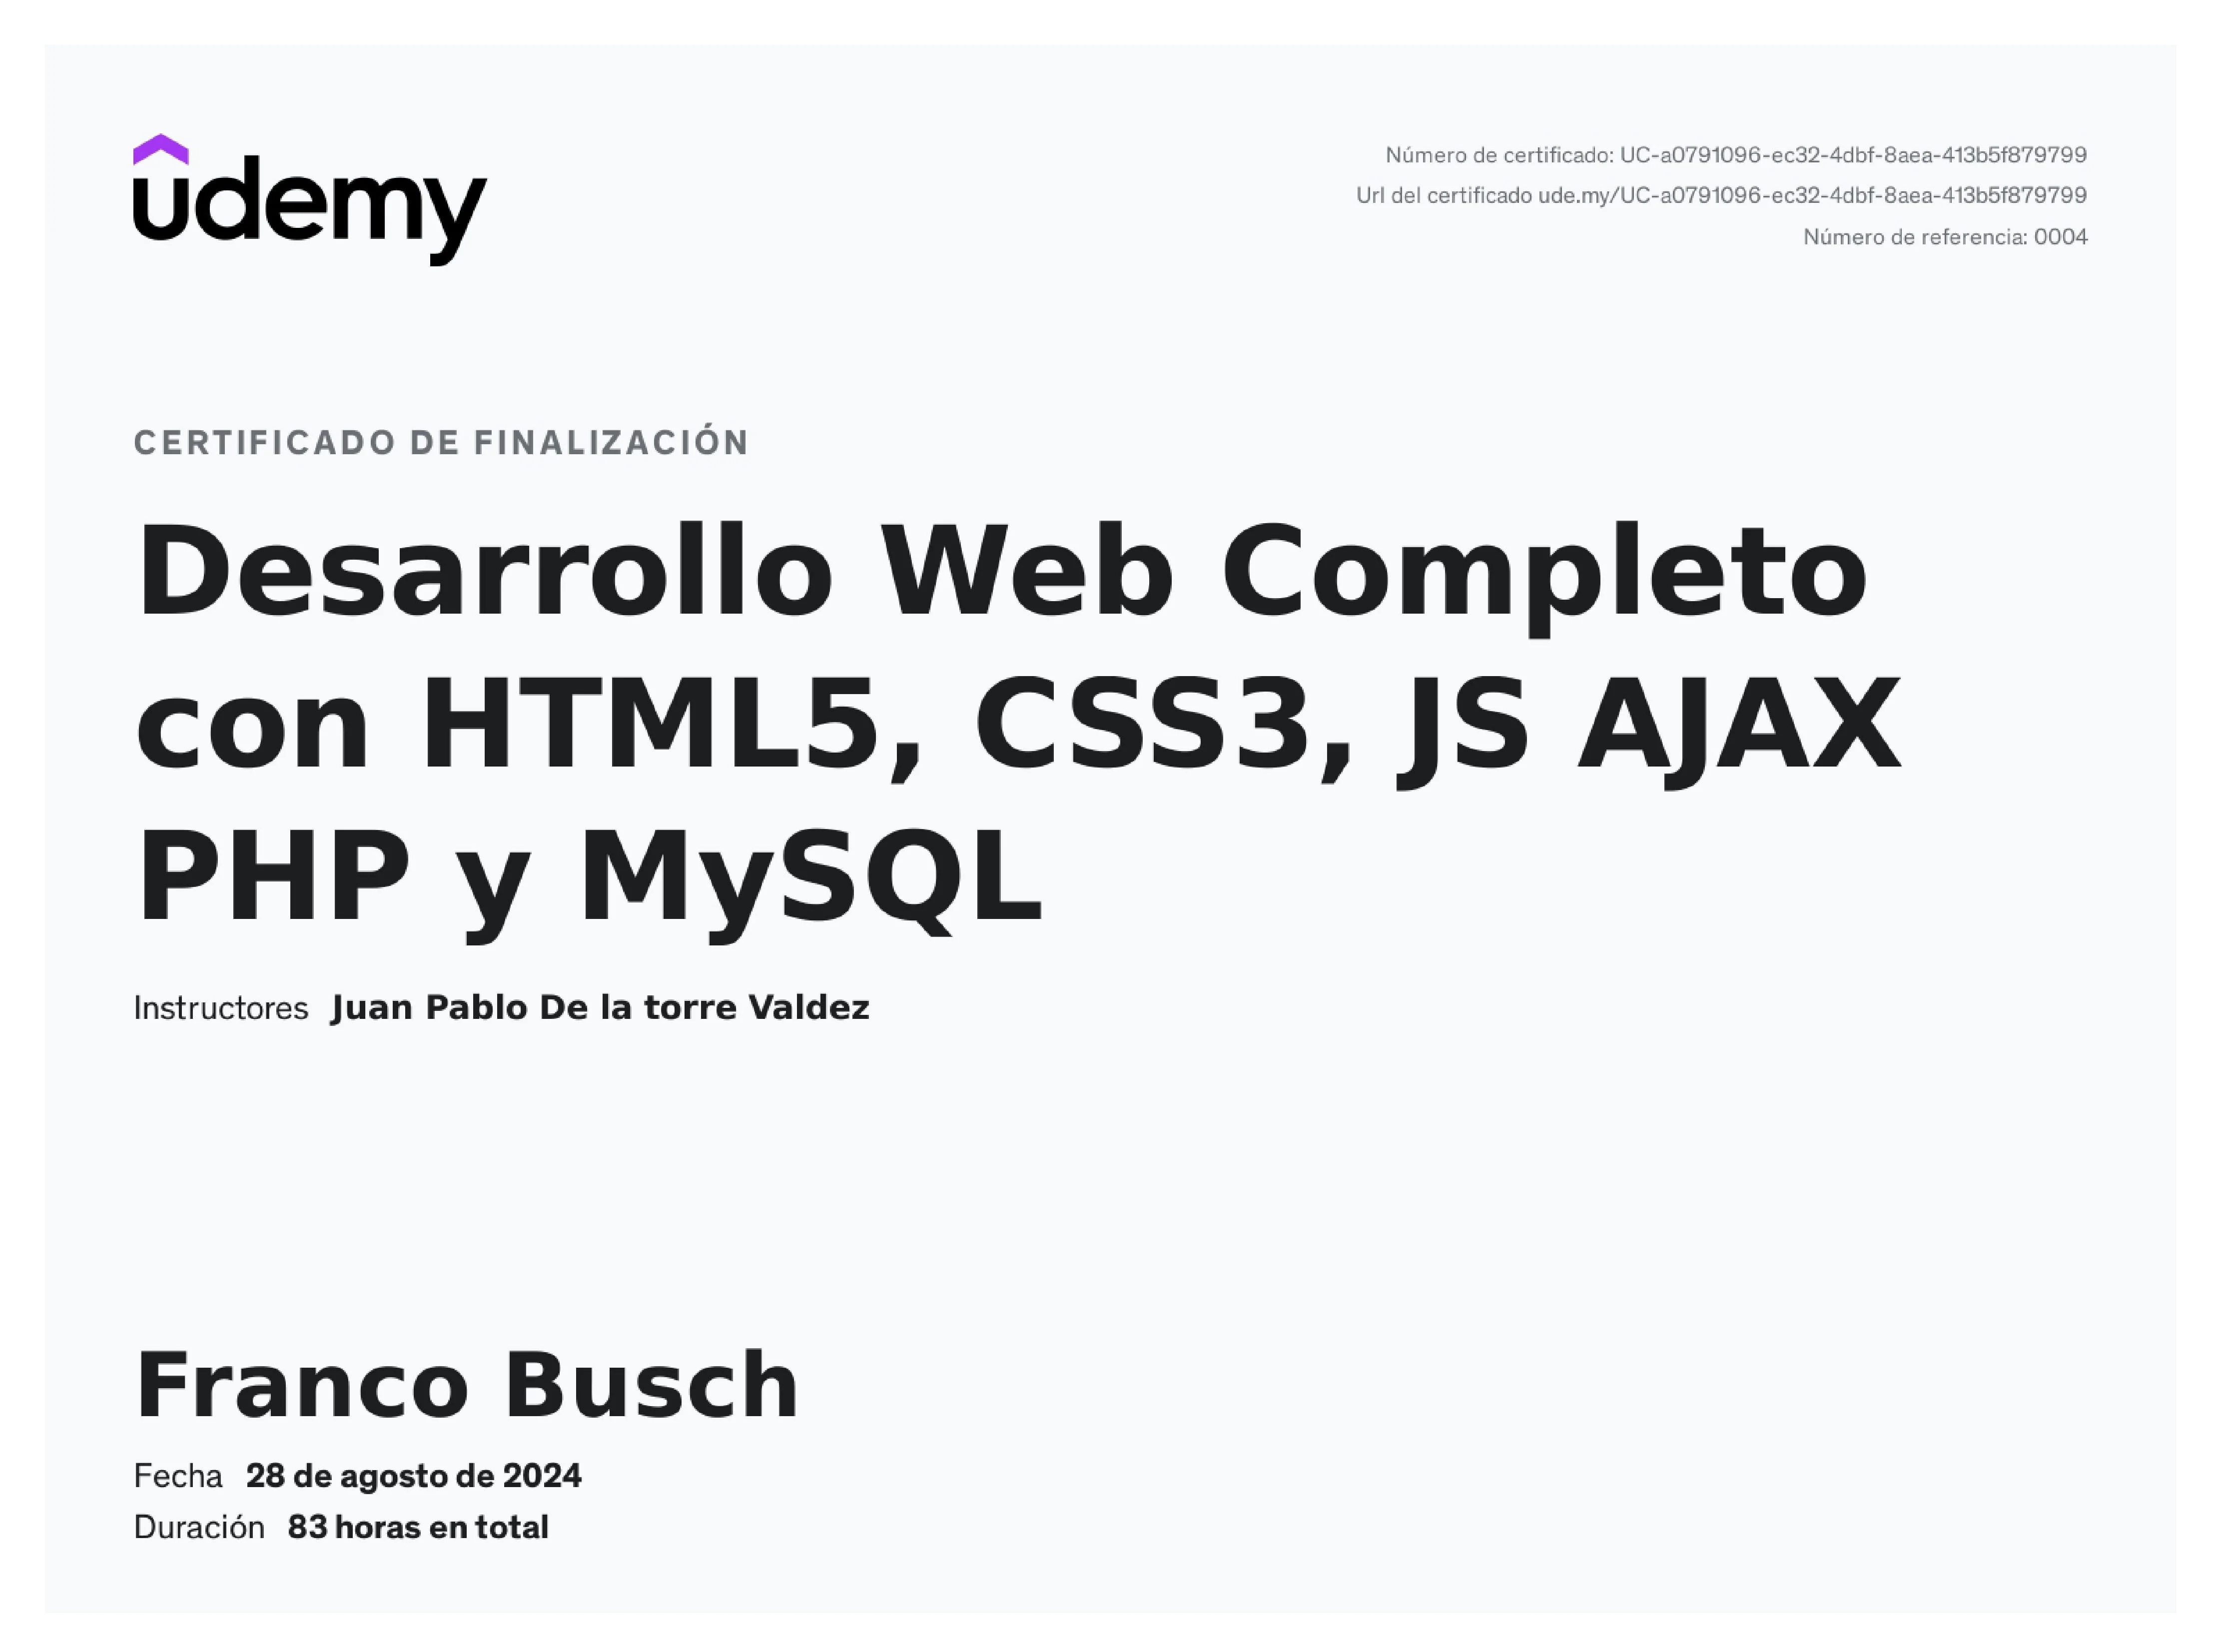 udemy
Número de certificado: UC-a0791096-ec32-4dbf-8aea-413b5f879799
Url del certificado ude.my/UC-a0791096-ec32-4dbf-8aea-413b5f879799
Número de referencia: 0004
CERTIFICADO DE FINALIZACIÓN
Desarrollo Web Completo
con HTML5, CSS3, JS AJAX
PHP y MySQL
Instructores Juan Pablo De la torre Valdez
Franco Busch
Fecha 28 de agosto de 2024
Duración 83 horas en total